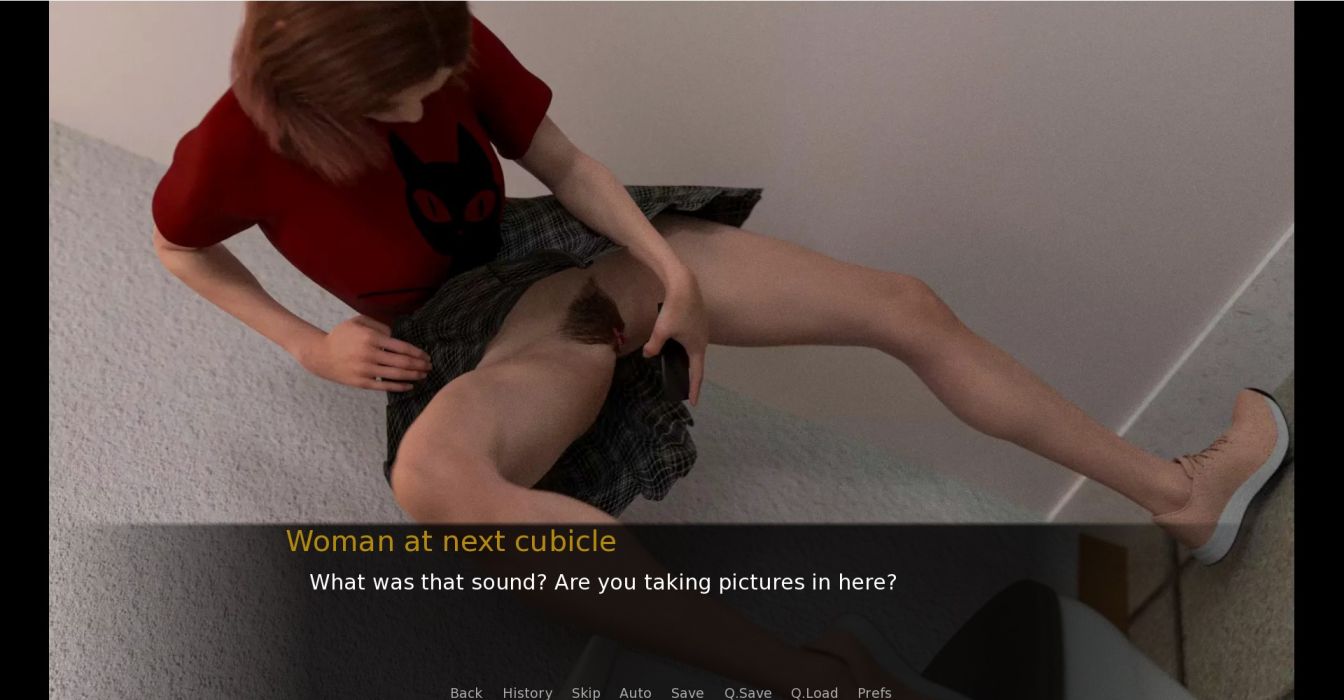 Woman at next cubicle
What was that sound? Are you taking pictures in here?
Back History Skip Auto Save Q.Save Q.Load Prefs